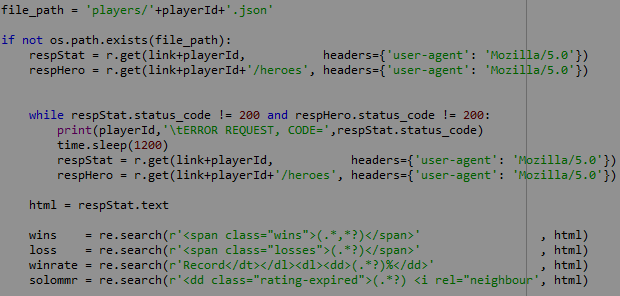 file_path = 'players/'+playerId+'.json'
if not os.path.exists(file_path):
    respStat = r.get(link+playerId,           headers={'user-agent': 'Mozilla/5.0'})
    respHero = r.get(link+playerId+'/heroes', headers={'user-agent': 'Mozilla/5.0'})
    while respStat.status_code != 200 and respHero.status_code != 200:
        print(playerId,'\tERROR REQUEST, CODE=',respStat.status_code)
        time.sleep(1200)
        respStat = r.get(link+playerId,           headers={'user-agent': 'Mozilla/5.0'})
        respHero = r.get(link+playerId+'/heroes', headers={'user-agent': 'Mozilla/5.0'})
    html = respStat.text
    wins    = re.search(r'<span class="wins">(.*,*?)</span>'                 , html)
    loss    = re.search(r'<span class="losses">(.*?)</span>'                 , html)
    winrate = re.search(r'Record</dt></dl><dl><dd>(.*?)%</dd>'               , html)
    solommr = re.search(r'<dd class="rating-expired">(.*?) <i rel="neighbour', html)